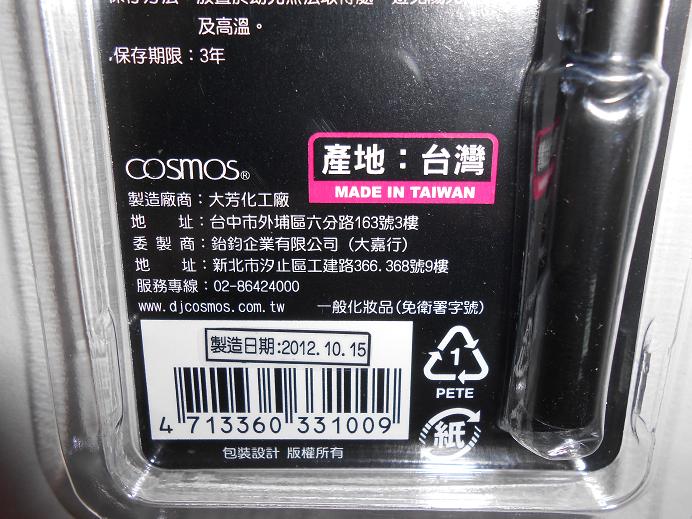 及高溫。
保存期限：3年
COSMOS®
產地：台灣
MADE IN TAIWAN
製造廠商：大芳化工廠
地　　址：台中市外埔區六分路163號3樓
委 製 商：鈶鈞企業有限公司（大嘉行）
地　　址：新北市汐止區工建路366.368號9樓
服務專線：02-86424000
www.djcosmos.com.tw 一般化妝品(免衛署字號)
製造日期:2012.10.15
4 713360 331009
1
PETE
紙
包裝設計 版權所有